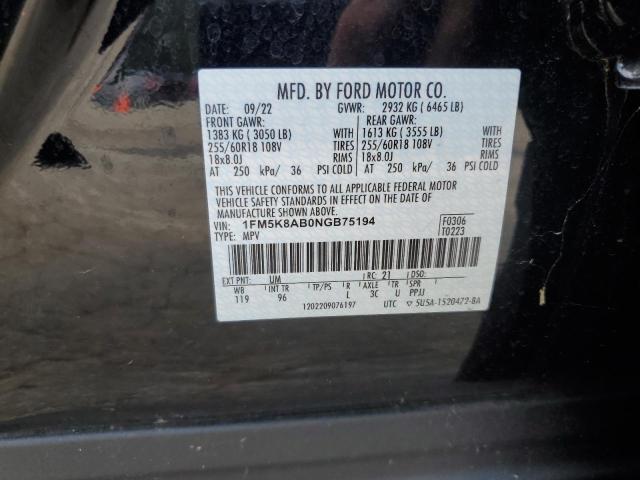 MFD. BY FORD MOTOR CO.
DATE: 09/22 GVWR: 2932 KG ( 6465 LB)
FRONT GAWR: REAR GAWR:
1383 KG ( 3050 LB) WITH 1613 KG ( 3555 LB) WITH
255/60R18 108V TIRES 255/60R18 108V TIRES
18x8.0J RIMS 18x8.0J RIMS
AT 250 kPa/ 36 PSI COLD AT 250 kPa/ 36 PSI COLD
THIS VEHICLE CONFORMS TO ALL APPLICABLE FEDERAL MOTOR
VEHICLE SAFETY STANDARDS IN EFFECT ON THE DATE OF
MANUFACTURE SHOWN ABOVE.
VIN: 1FM5K8AB0NGB75194 F0306
TYPE: MPV T0223
EXT PNT: UM RC: 21 DSO:
WB INT TR TP/PS R AXLE TR SPR
119 96 L 3C U PPJJ
1202209076197 UTC ▽ 5U5A-1520472-BA